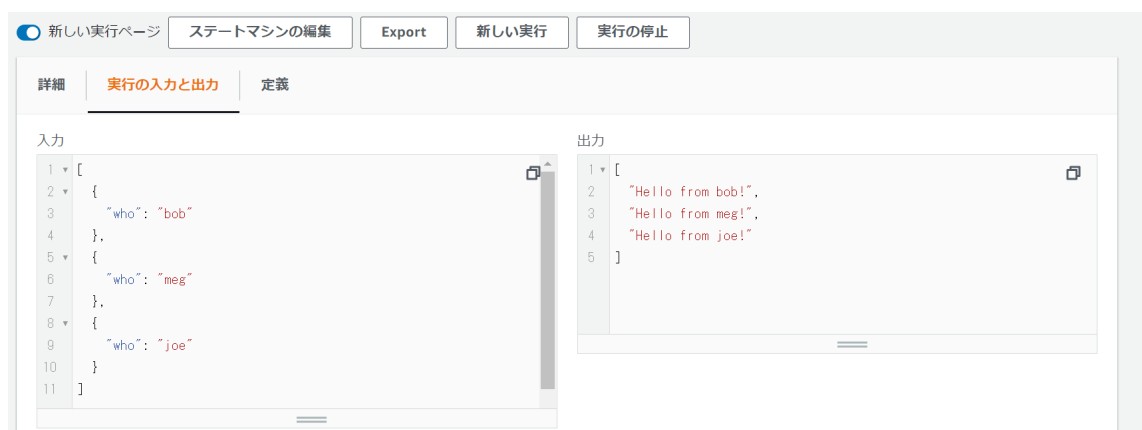 新しい実行ページ ステートマシンの編集 Export 新しい実行 実行の停止
詳細 実行の入力と出力 定義
入力
1 [
2 {
3 "who": "bob"
4 },
5 {
6 "who": "meg"
7 },
8 {
9 "who": "joe"
10 }
11 ]
出力
1 [
2 "Hello from bob!",
3 "Hello from meg!",
4 "Hello from joe!"
5 ]